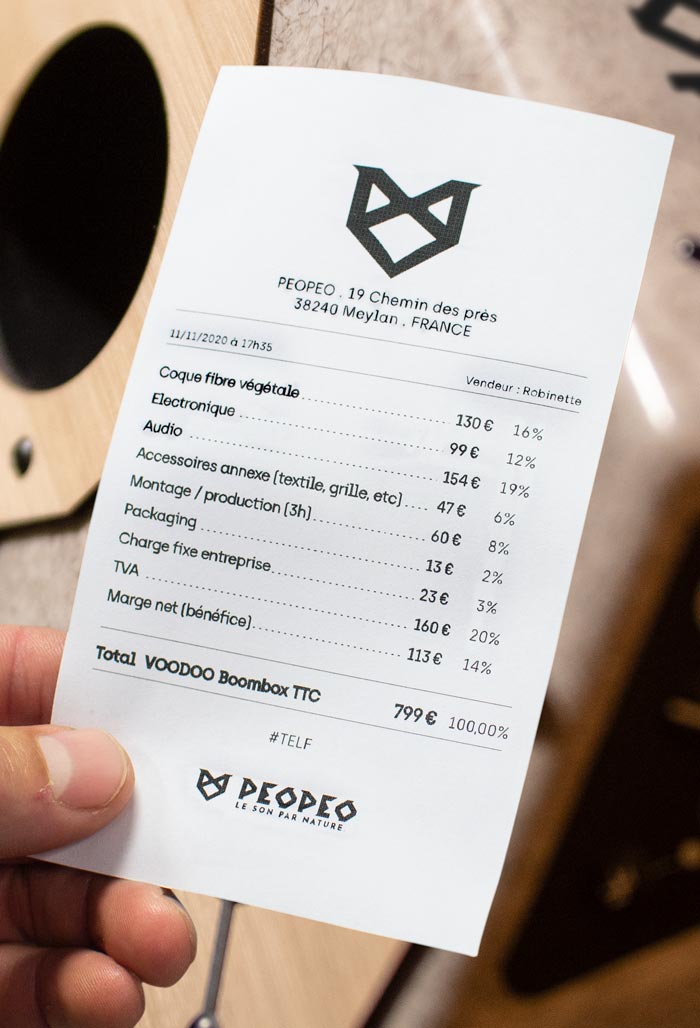 PEOPEO . 19 Chemin des près
38240 Meylan . FRANCE
11/11/2020 à 17h35
Vendeur : Robinette
Coque fibre végétale 130 € 16%
Electronique 99 € 12%
Audio 154 € 19%
Accessoires annexe (textile, grille, etc) 47 € 6%
Montage / production (3h) 60 € 8%
Packaging 13 € 2%
Charge fixe entreprise 23 € 3%
TVA 160 € 20%
Marge net (bénéfice) 113 € 14%
Total VOODOO Boombox TTC 799 € 100,00%
#TELF
PEOPEO
LE SON PAR NATURE